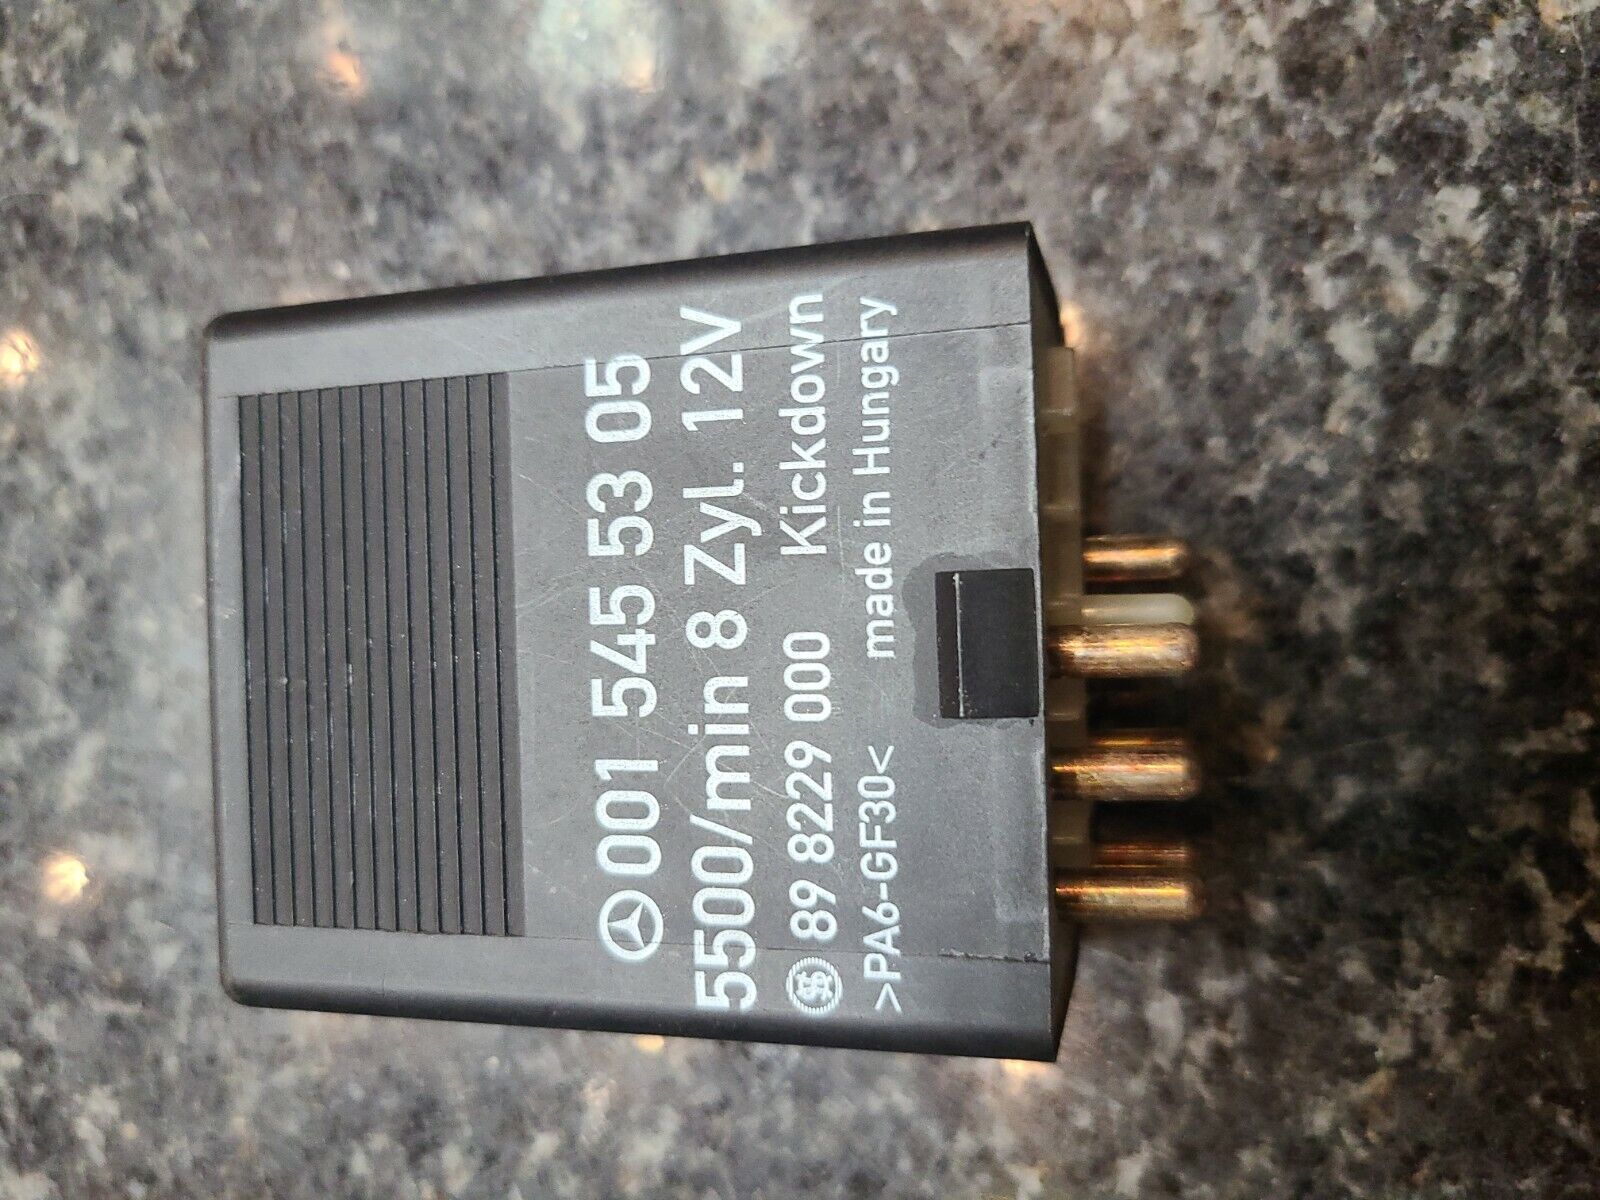 001 545 53 05
5500/min 8 Zyl. 12V
89 8229 000 Kickdown
>PA6-GF30< made in Hungary